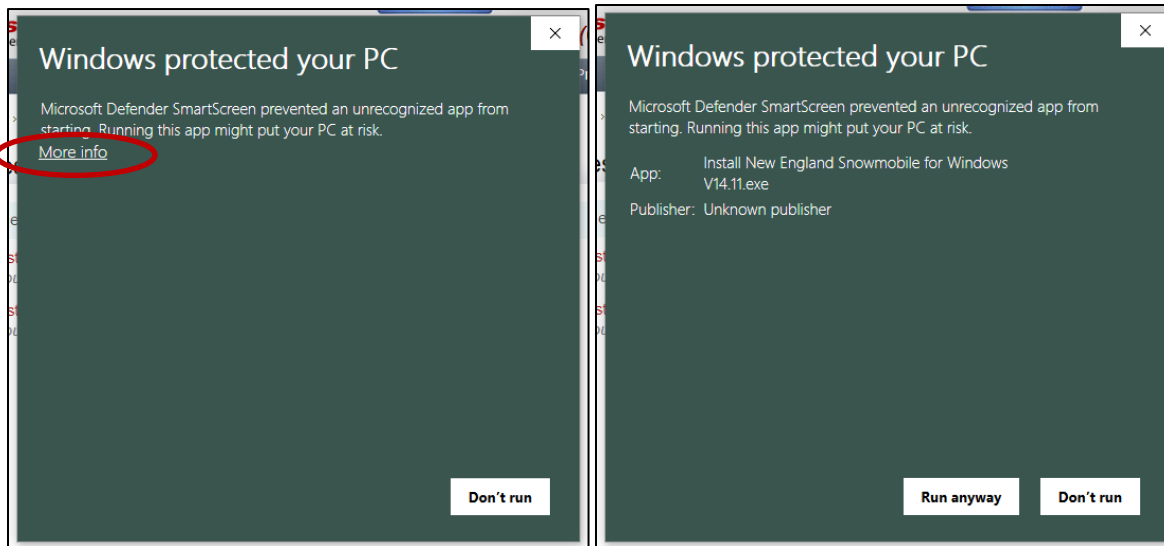 Windows protected your PC
Microsoft Defender SmartScreen prevented an unrecognized app from
starting. Running this app might put your PC at risk.
More info
Don't run
Windows protected your PC
Microsoft Defender SmartScreen prevented an unrecognized app from
starting. Running this app might put your PC at risk.
App: Install New England Snowmobile for Windows
V14.11.exe
Publisher: Unknown publisher
Run anyway Don't run